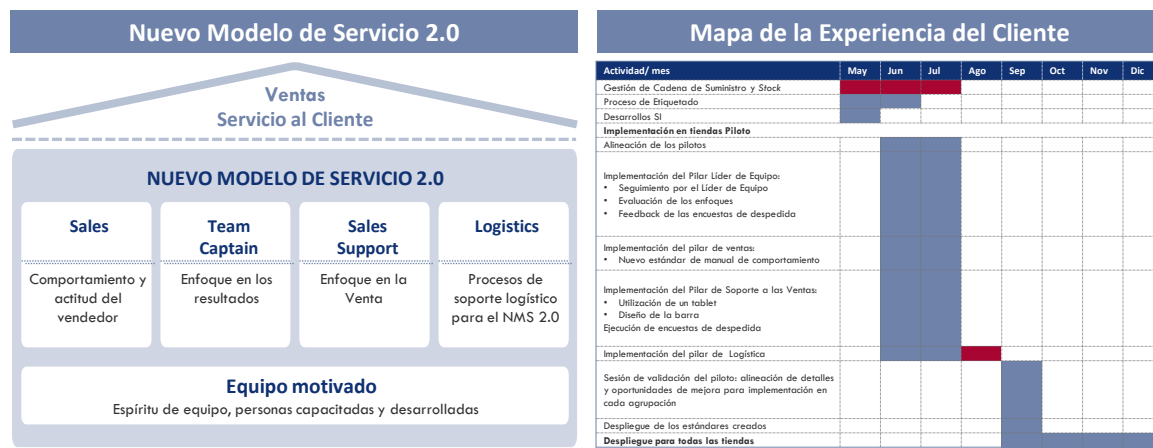 Nuevo Modelo de Servicio 2.0
Ventas
Servicio al Cliente
NUEVO MODELO DE SERVICIO 2.0
Sales
Comportamiento y
actitud del
vendedor
Team
Captain
Enfoque en los
resultados
Sales
Support
Enfoque en la
Venta
Logistics
Procesos de
soporte logístico
para el NMS 2.0
Equipo motivado
Espíritu de equipo, personas capacitadas y desarrolladas
Mapa de la Experiencia del Cliente
Actividad/ mes May Jun Jul Ago Sep Oct Nov Dic
Gestión de Cadena de Suministro y Stock
Proceso de Etiquetado
Desarrollos SI
Implementación en tiendas Piloto
Alineación de los pilotos
Implementación del Pilar Líder de Equipo:
• Seguimiento por el Líder de Equipo
• Evaluación de los enfoques
• Feedback de las encuestas de despedida
Implementación del pilar de ventas:
• Nuevo estándar de manual de comportamiento
Implementación del Pilar de Soporte a las Ventas:
• Utilización de un tablet
• Diseño de la barra
Ejecución de encuestas de despedida
Implementación del pilar de Logística
Sesión de validación del piloto: alineación de detalles
y oportunidades de mejora para implementación en
cada agrupación
Despliegue de los estándares creados
Despliegue para todas las tiendas